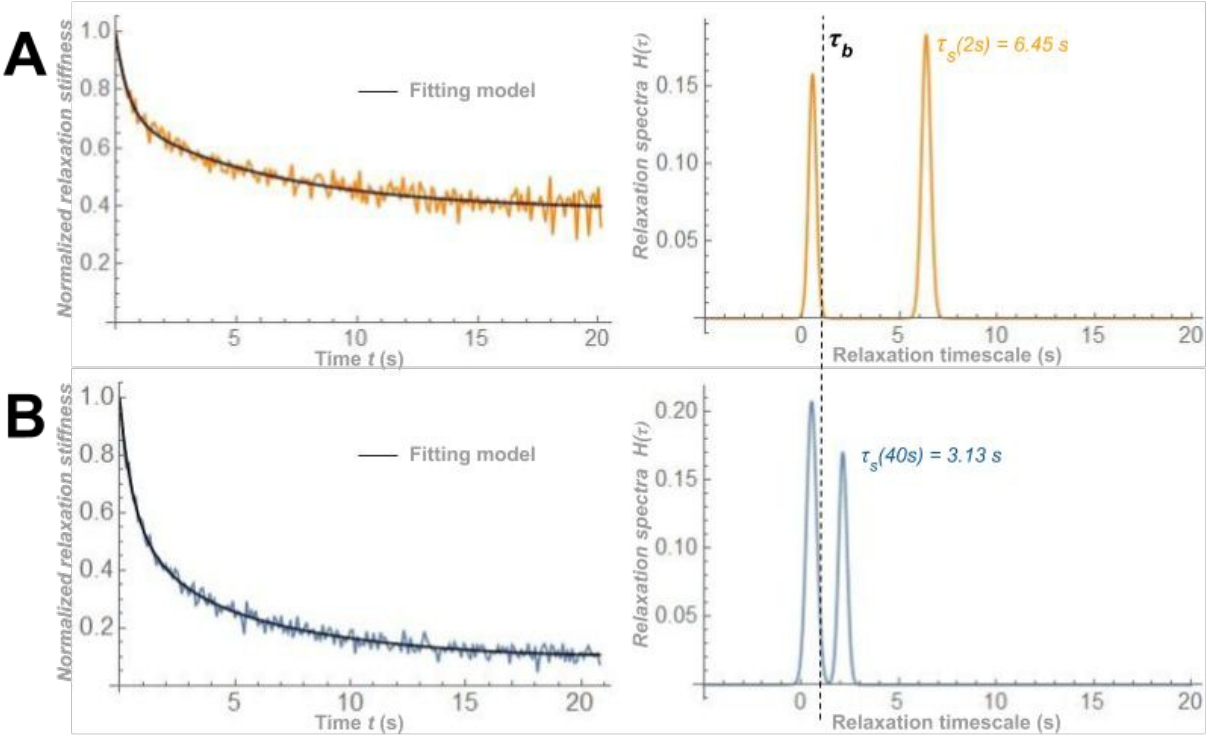 A
Normalized relaxation stiffness
1.0
0.8
0.6
0.4
0.2
Fitting model
5
10
15
20
Time t (s)
Relaxation spectra H(τ)
0.15
0.10
0.05
τb
τs(2s) = 6.45 s
0
5
10
15
20
Relaxation timescale (s)
B
Normalized relaxation stiffness
1.0
0.8
0.6
0.4
0.2
Fitting model
5
10
15
20
Time t (s)
Relaxation spectra H(τ)
0.20
0.15
0.10
0.05
τs(40s) = 3.13 s
0
5
10
15
20
Relaxation timescale (s)